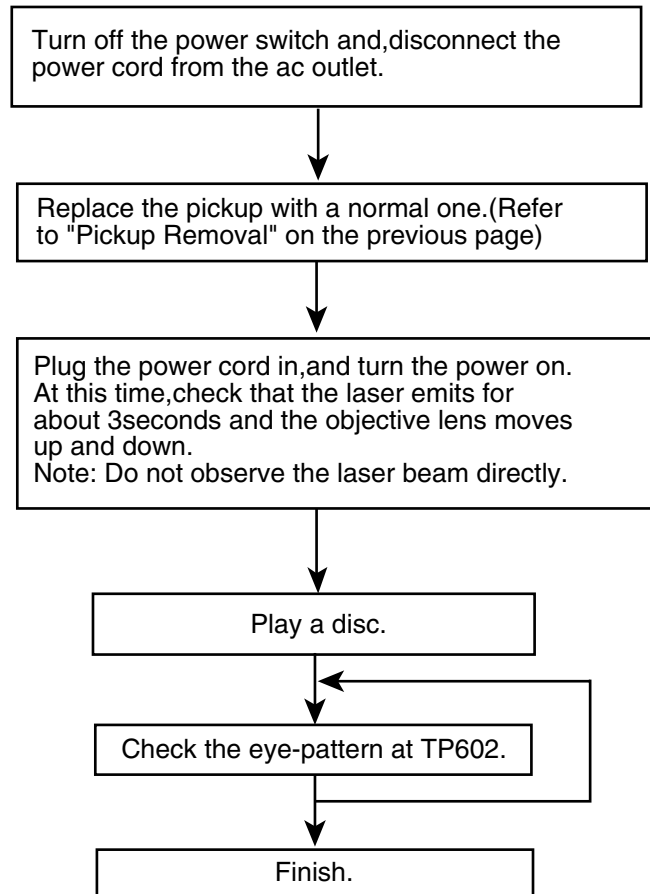 Turn off the power switch and,disconnect the
power cord from the ac outlet.
Replace the pickup with a normal one.(Refer
to "Pickup Removal" on the previous page)
Plug the power cord in,and turn the power on.
At this time,check that the laser emits for
about 3seconds and the objective lens moves
up and down.
Note: Do not observe the laser beam directly.
Play a disc.
Check the eye-pattern at TP602.
Finish.